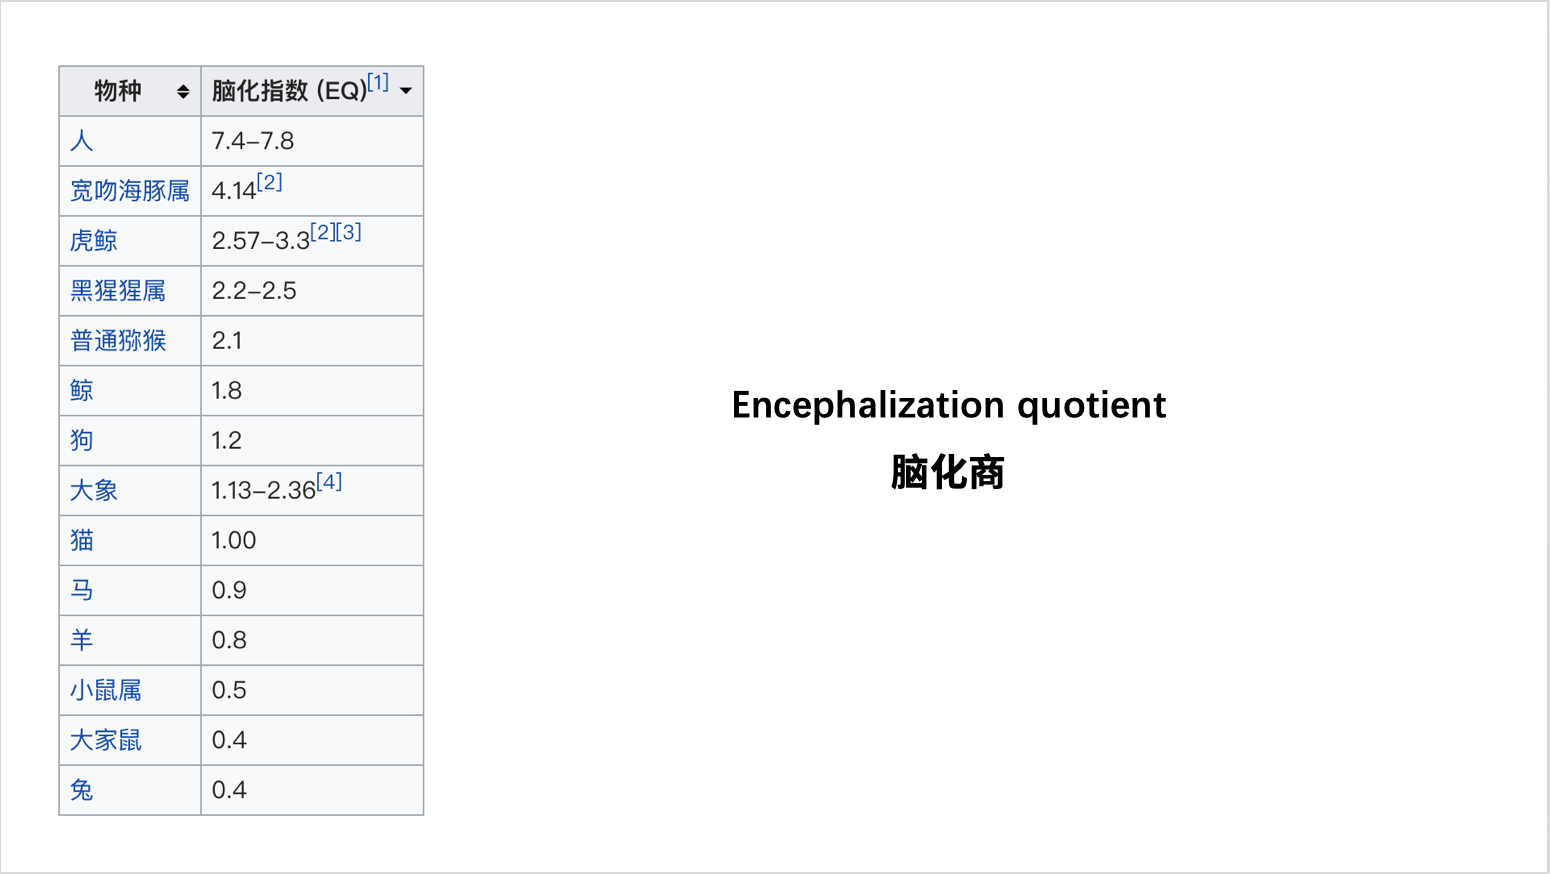 物种 脑化指数 (EQ)[1]
人 7.4–7.8
宽吻海豚属 4.14[2]
虎鲸 2.57–3.3[2][3]
黑猩猩属 2.2–2.5
普通猕猴 2.1
鲸 1.8
狗 1.2
大象 1.13–2.36[4]
猫 1.00
马 0.9
羊 0.8
小鼠属 0.5
大家鼠 0.4
兔 0.4
Encephalization quotient
脑化商